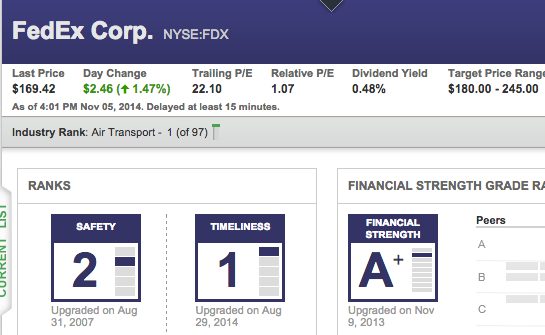 FedEx Corp. NYSE:FDX
Last Price Day Change Trailing P/E Relative P/E Dividend Yield Target Price Range
$169.42 $2.46 (⬆ 1.47%) 22.10 1.07 0.48% $180.00 - 245.00
As of 4:01 PM Nov 05, 2014. Delayed at least 15 minutes.
Industry Rank: Air Transport - 1 (of 97)
CURRENT LIST
RANKS
SAFETY
2
Upgraded on Aug
31, 2007
TIMELINESS
1
Upgraded on Aug
29, 2014
FINANCIAL STRENGTH GRADE RA
FINANCIAL
STRENGTH
A+
Upgraded on Nov
9, 2013
Peers
A
B
C